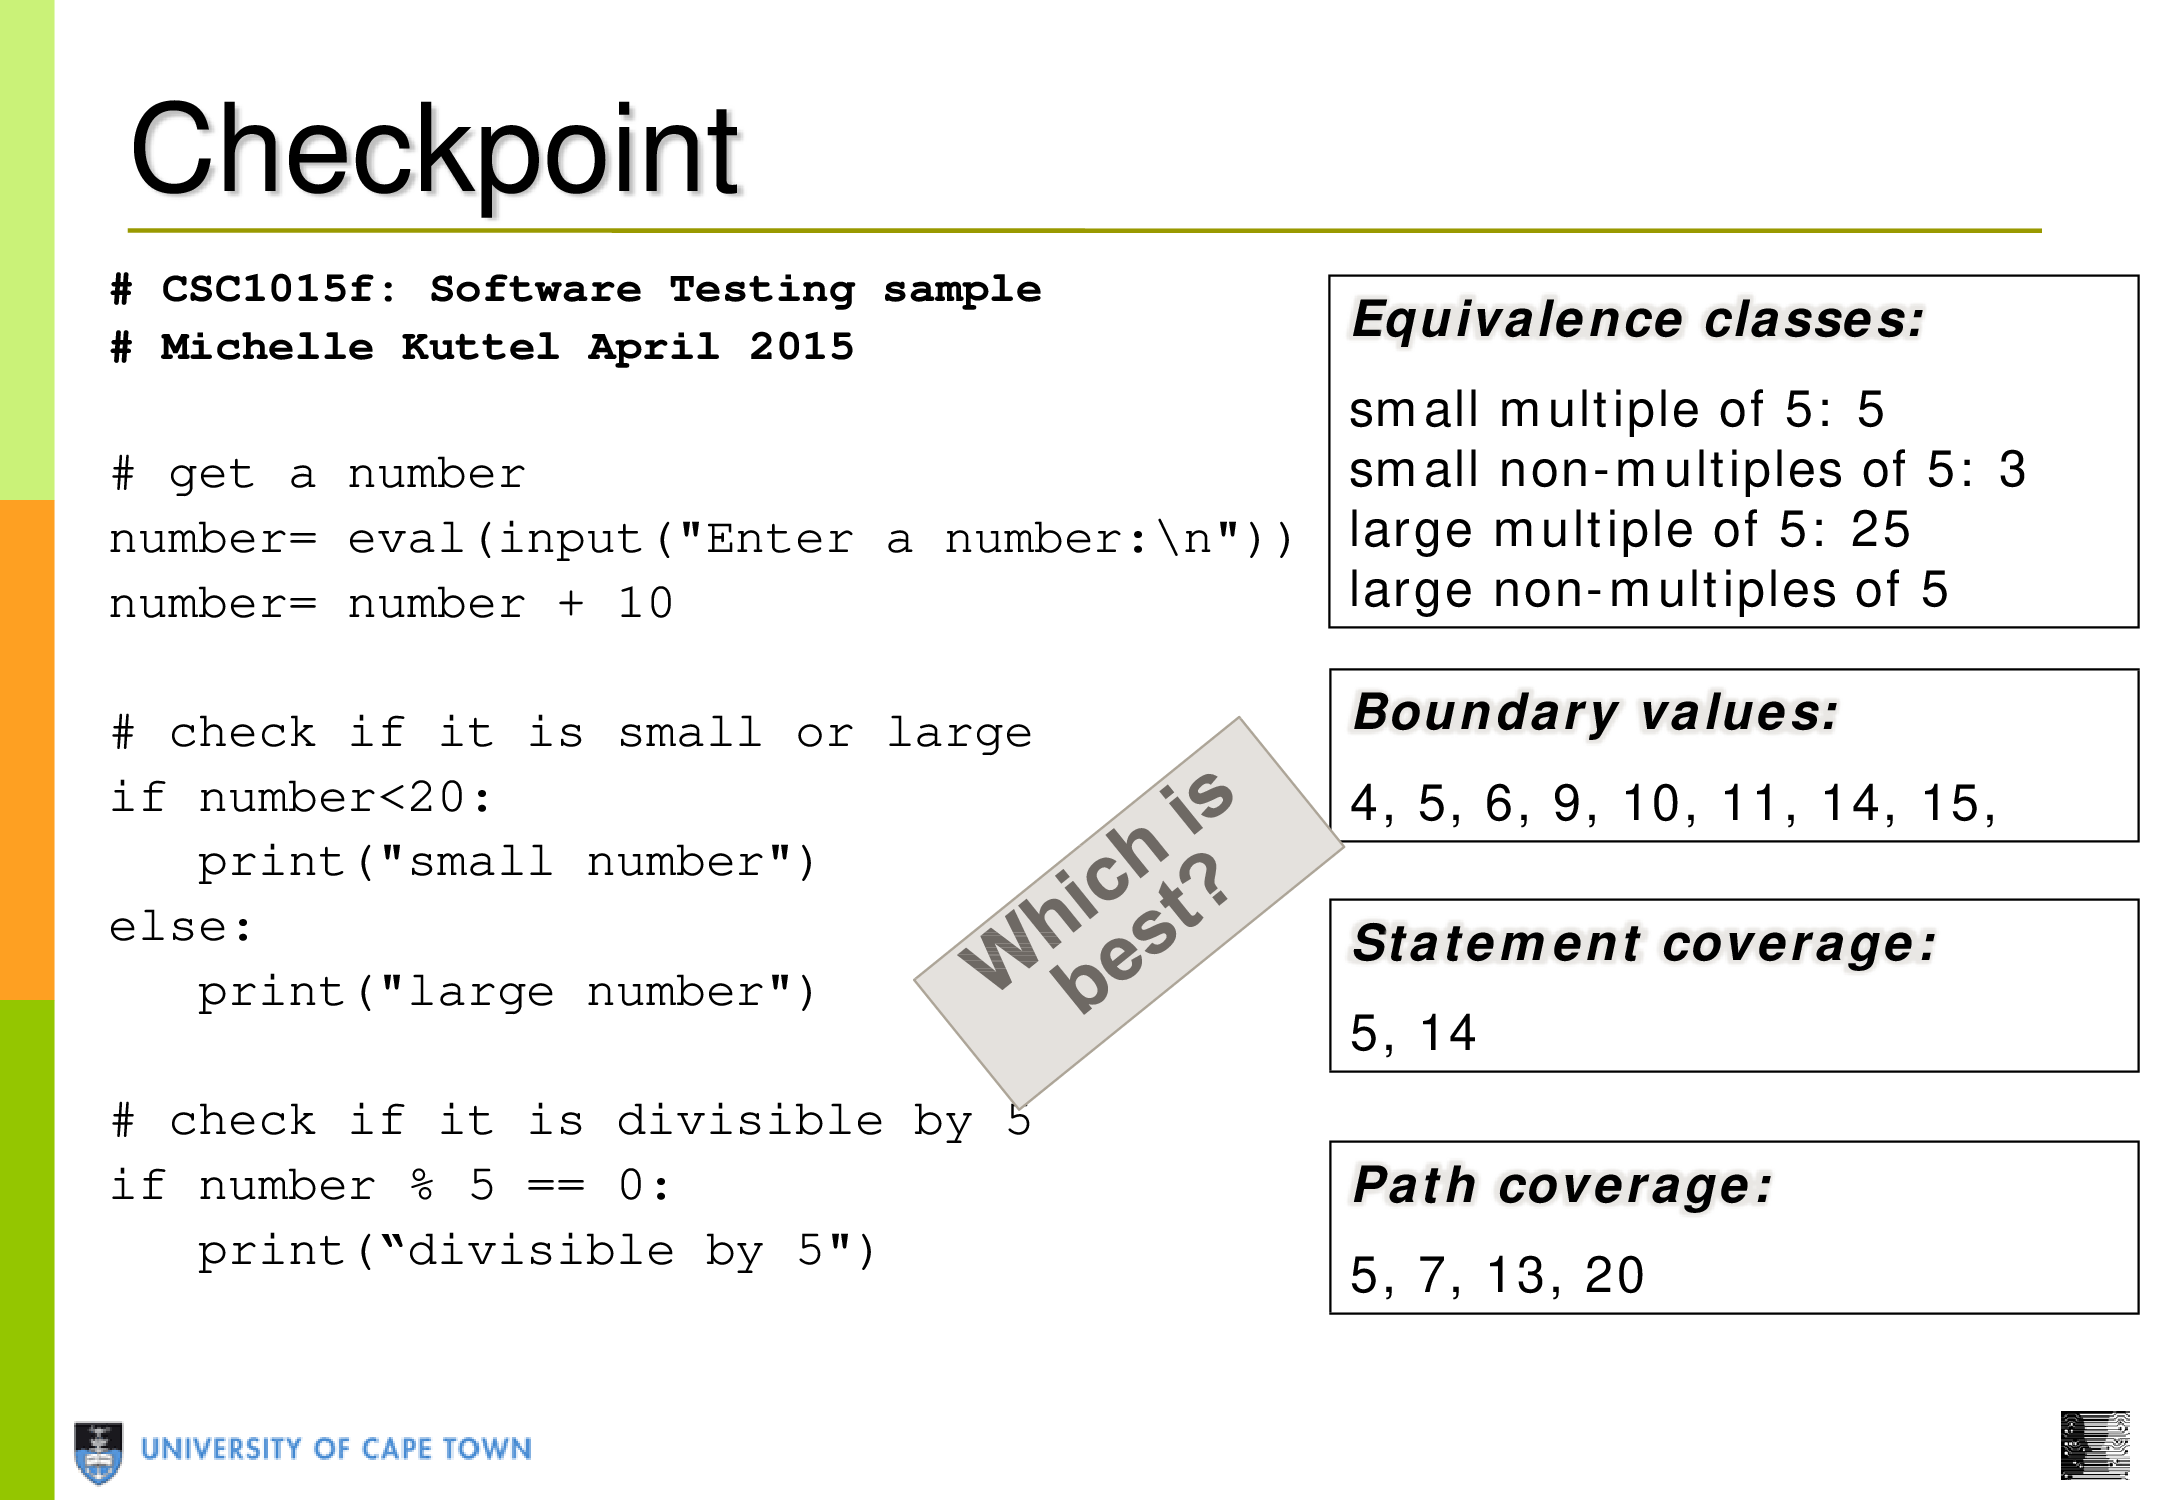 Checkpoint
# CSC1015f: Software Testing sample
# Michelle Kuttel April 2015
# get a number
number= eval(input("Enter a number:\n"))
number= number + 10
# check if it is small or large
if number<20:
   print("small number")
else:
   print("large number")
# check if it is divisible by 5
if number % 5 == 0:
   print(“divisible by 5")
Which is
best?
Equivalence classes:
small multiple of 5: 5
small non-multiples of 5: 3
large multiple of 5: 25
large non-multiples of 5
Boundary values:
4, 5, 6, 9, 10, 11, 14, 15,
Statement coverage:
5, 14
Path coverage:
5, 7, 13, 20
UNIVERSITY OF CAPE TOWN